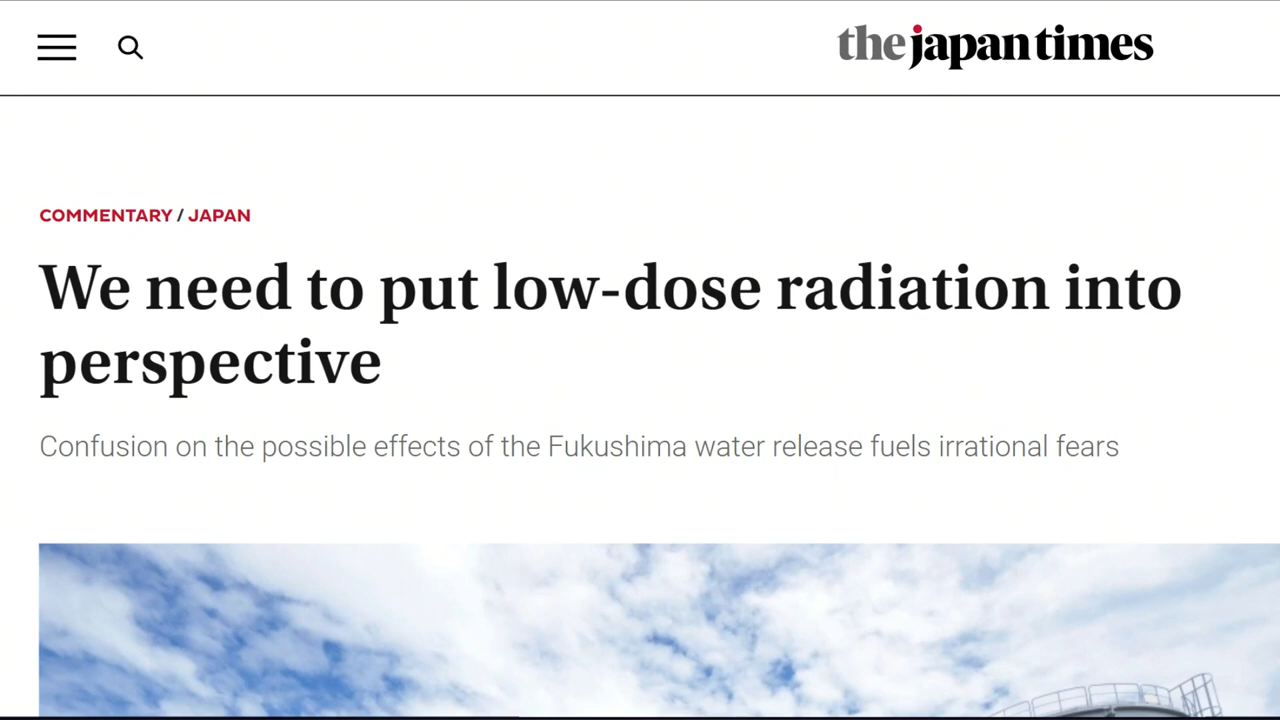 the japan times
COMMENTARY / JAPAN
We need to put low-dose radiation into
perspective
Confusion on the possible effects of the Fukushima water release fuels irrational fears